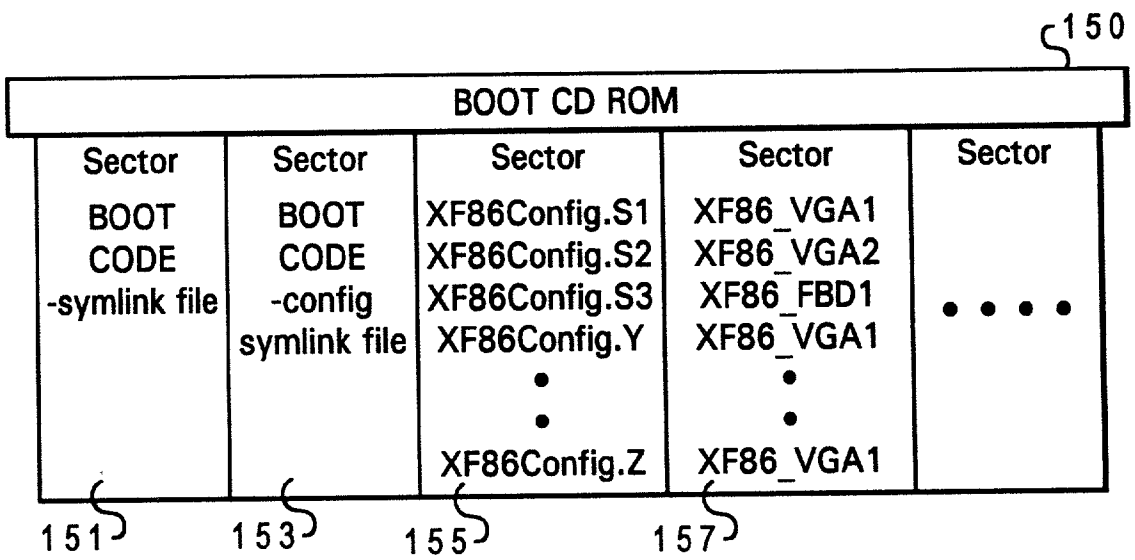 150
BOOT CD ROM
Sector
BOOT
CODE
-symlink file
Sector
BOOT
CODE
-config
symlink file
Sector
XF86Config.S1
XF86Config.S2
XF86Config.S3
XF86Config.Y
XF86Config.Z
Sector
XF86_VGA1
XF86_VGA2
XF86_FBD1
XF86_VGA1
XF86_VGA1
Sector
151
153
155
157